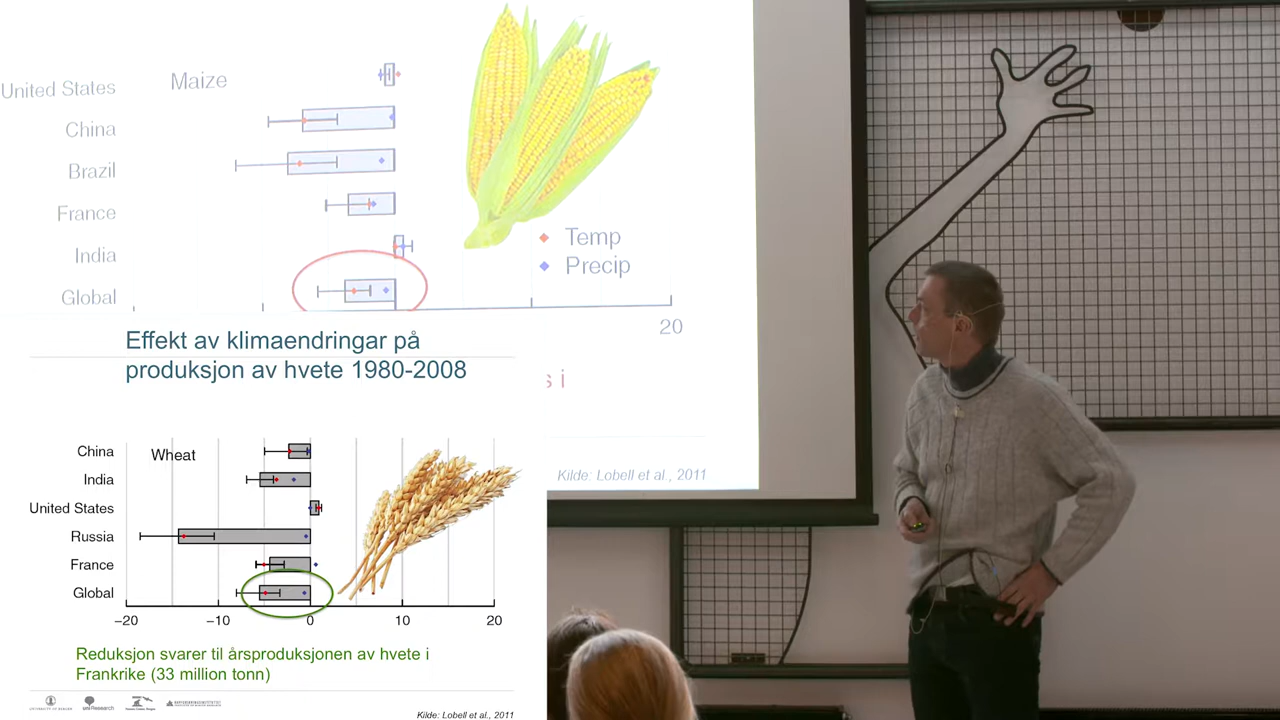 United States
Maize
China
Brazil
France
India
Global
Temp
Precip
20
s i
Kilde: Lobell et al., 2011
Effekt av klimaendringar på
produksjon av hvete 1980-2008
Wheat
China
India
United States
Russia
France
Global
−20 −10 0 10 20
Reduksjon svarer til årsproduksjonen av hvete i
Frankrike (33 million tonn)
uniResearch
Kilde: Lobell et al., 2011